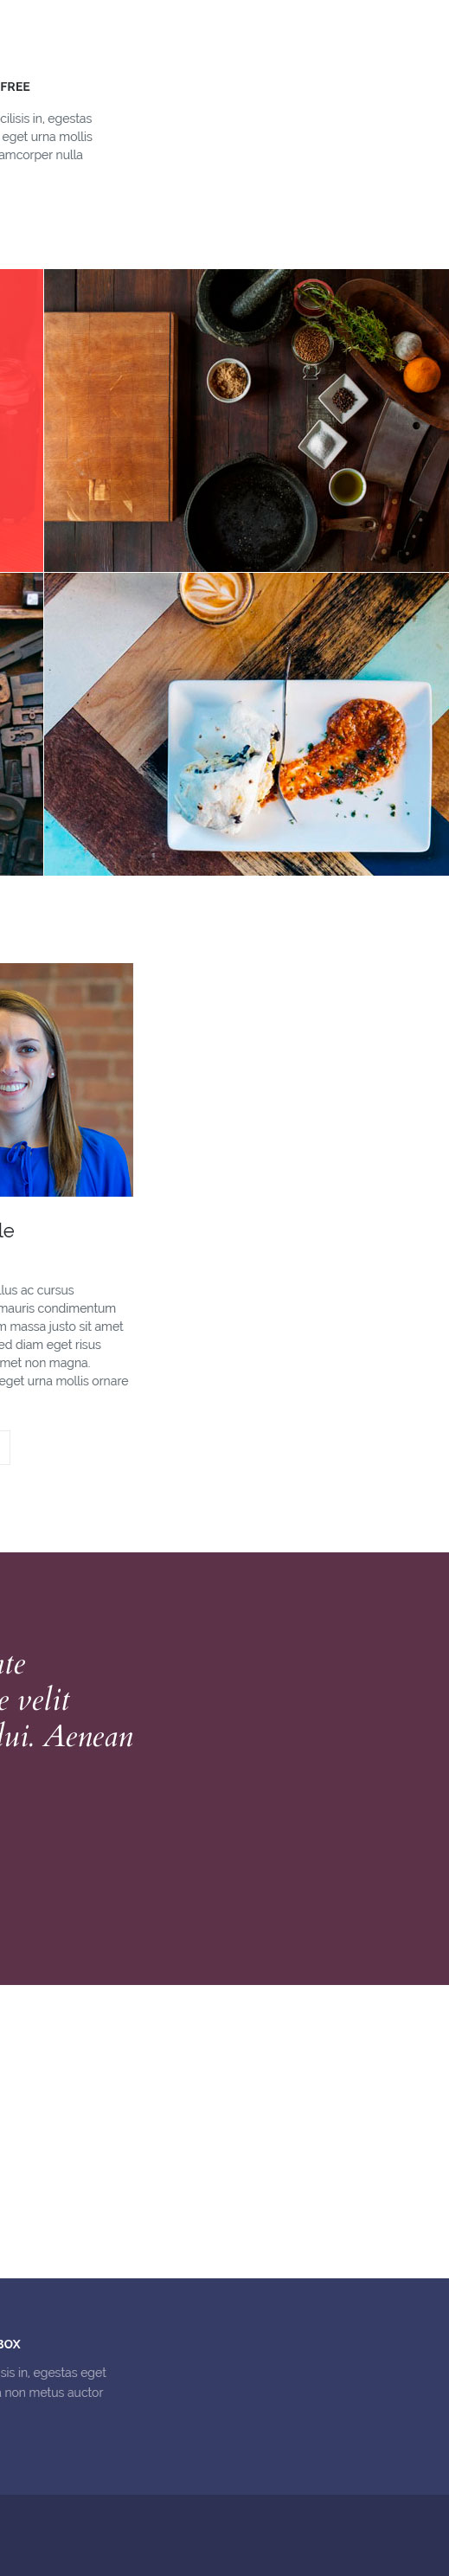 FREE
cilisis in, egestas
eget urna mollis
amcorper nulla
le
llus ac cursus
mauris condimentum
m massa justo sit amet
ed diam eget risus
met non magna.
eget urna mollis ornare
ate
e velit
dui. Aenean
BOX
sis in, egestas eget
non metus auctor